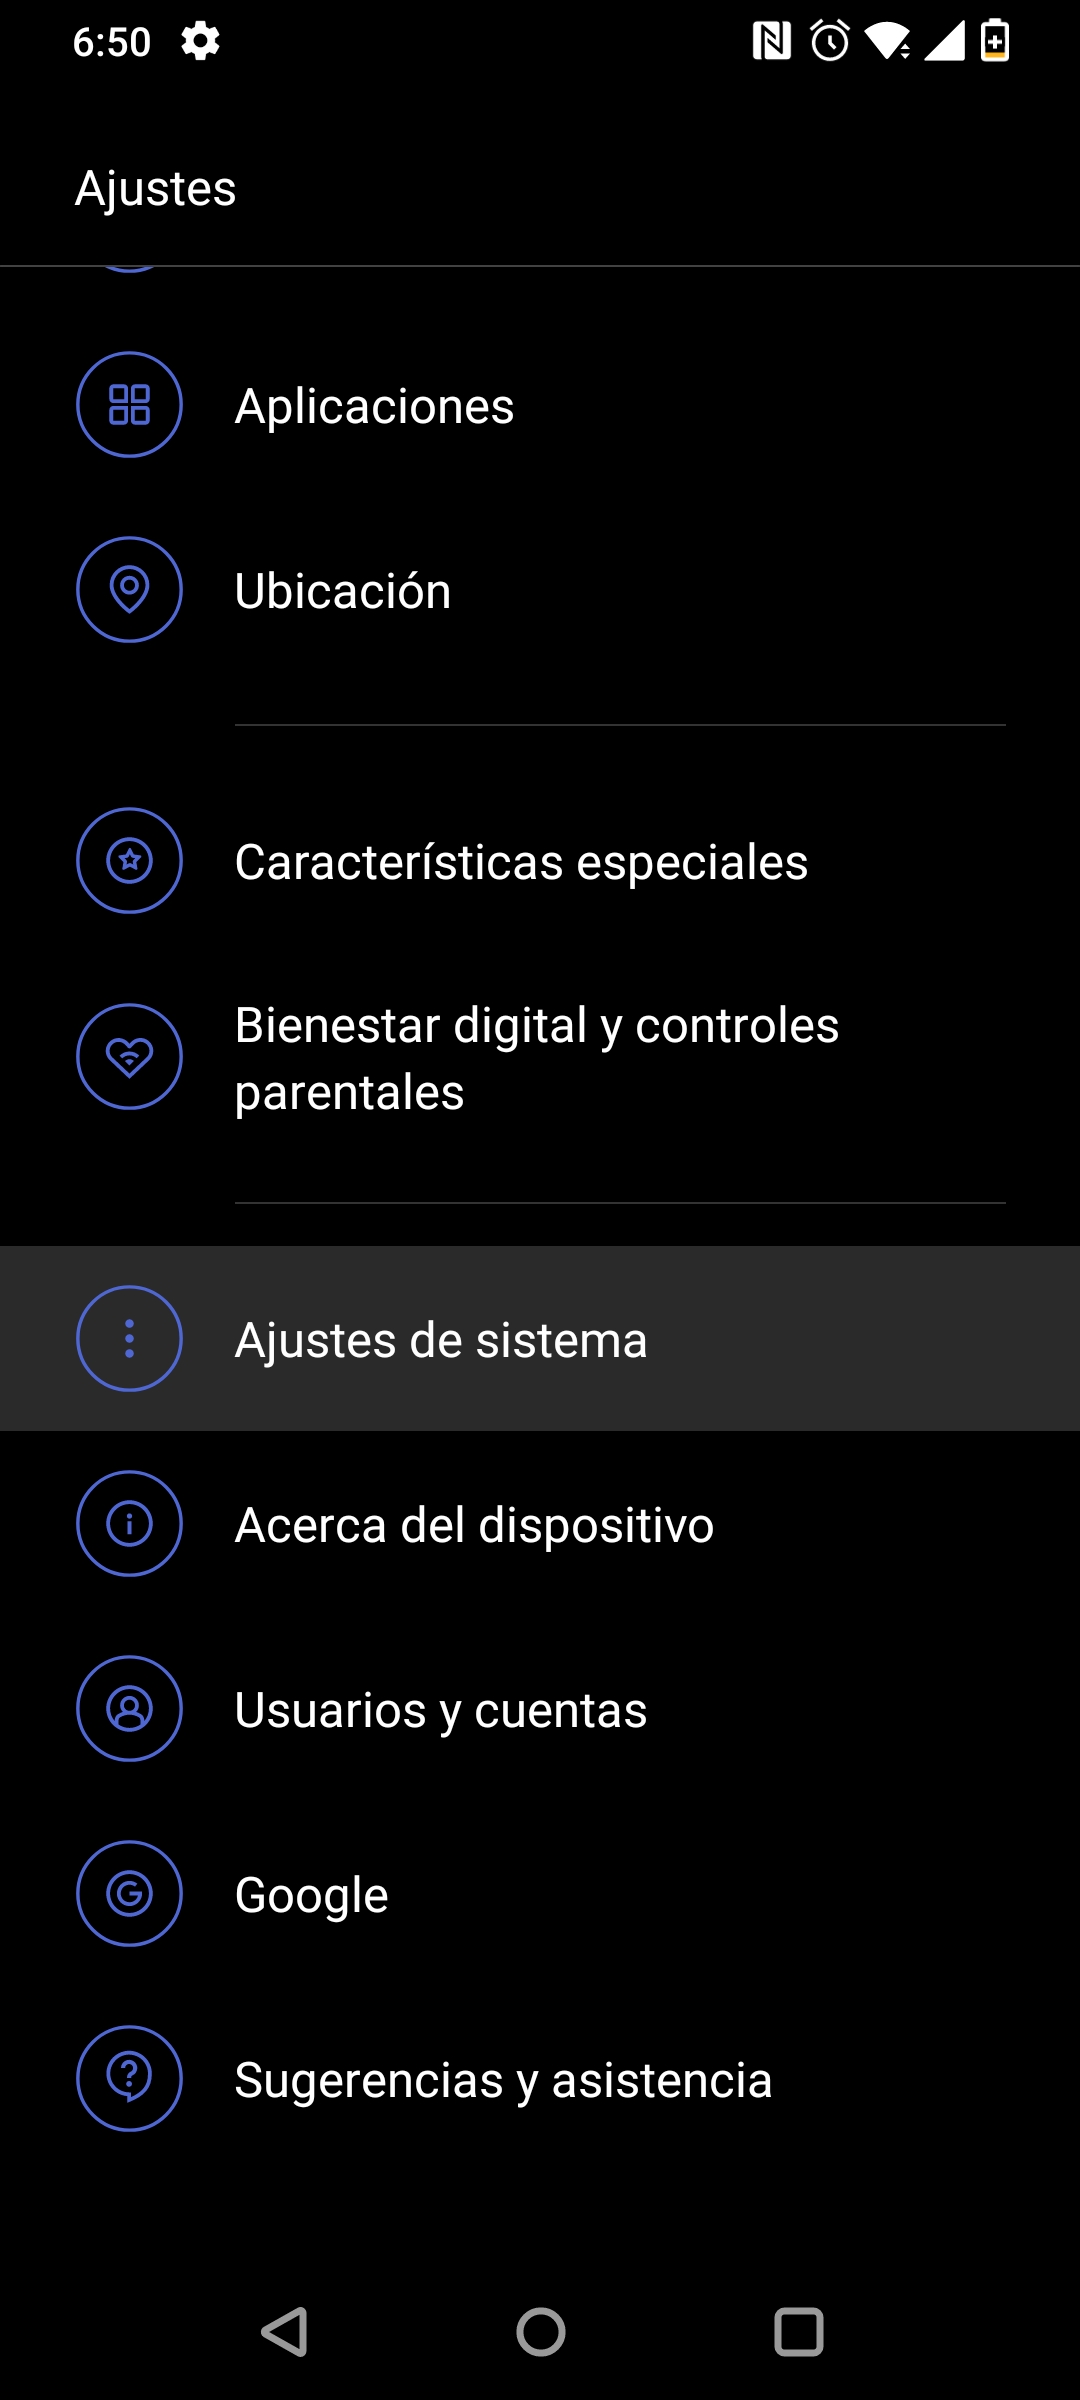 6:50
Ajustes
Aplicaciones
Ubicación
Características especiales
Bienestar digital y controles
parentales
Ajustes de sistema
Acerca del dispositivo
Usuarios y cuentas
Google
Sugerencias y asistencia